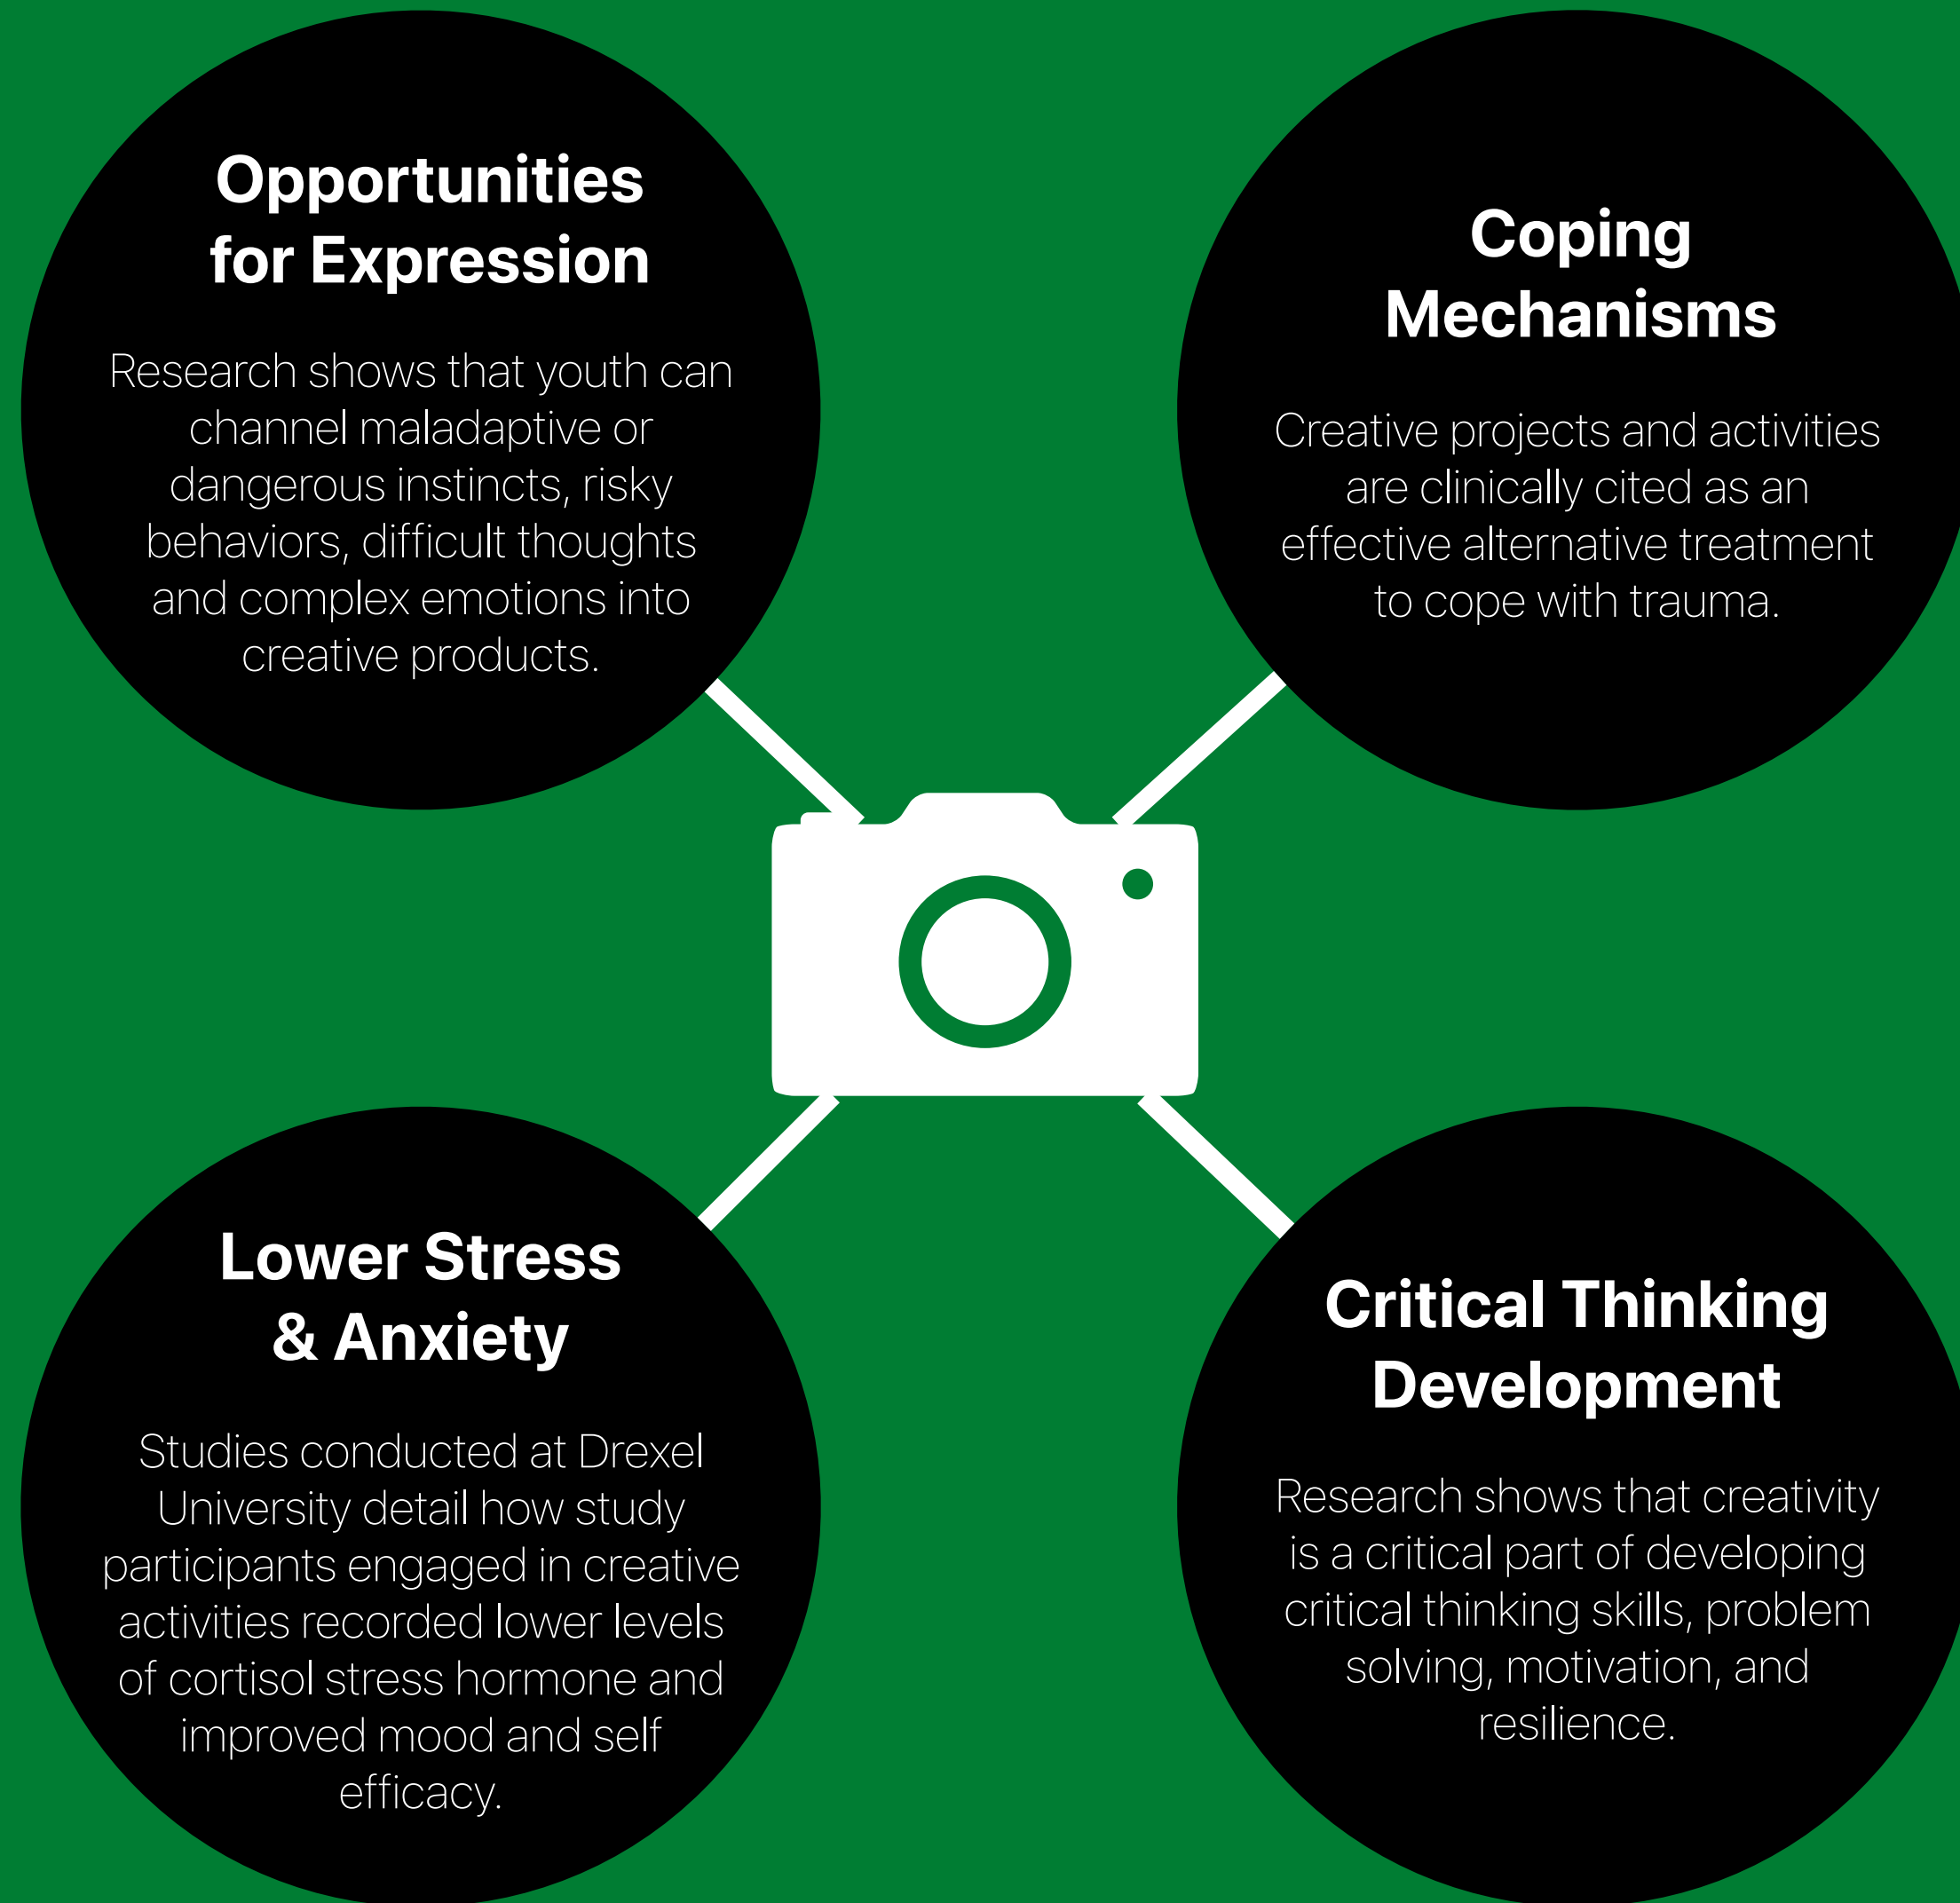 Opportunities
for Expression
Research shows that youth can
channel maladaptive or
dangerous instincts, risky
behaviors, difficult thoughts
and complex emotions into
creative products.
Coping
Mechanisms
Creative projects and activities
are clinically cited as an
effective alternative treatment
to cope with trauma.
Lower Stress
& Anxiety
Studies conducted at Drexel
University detail how study
participants engaged in creative
activities recorded lower levels
of cortisol stress hormone and
improved mood and self
efficacy.
Critical Thinking
Development
Research shows that creativity
is a critical part of developing
critical thinking skills, problem
solving, motivation, and
resilience.